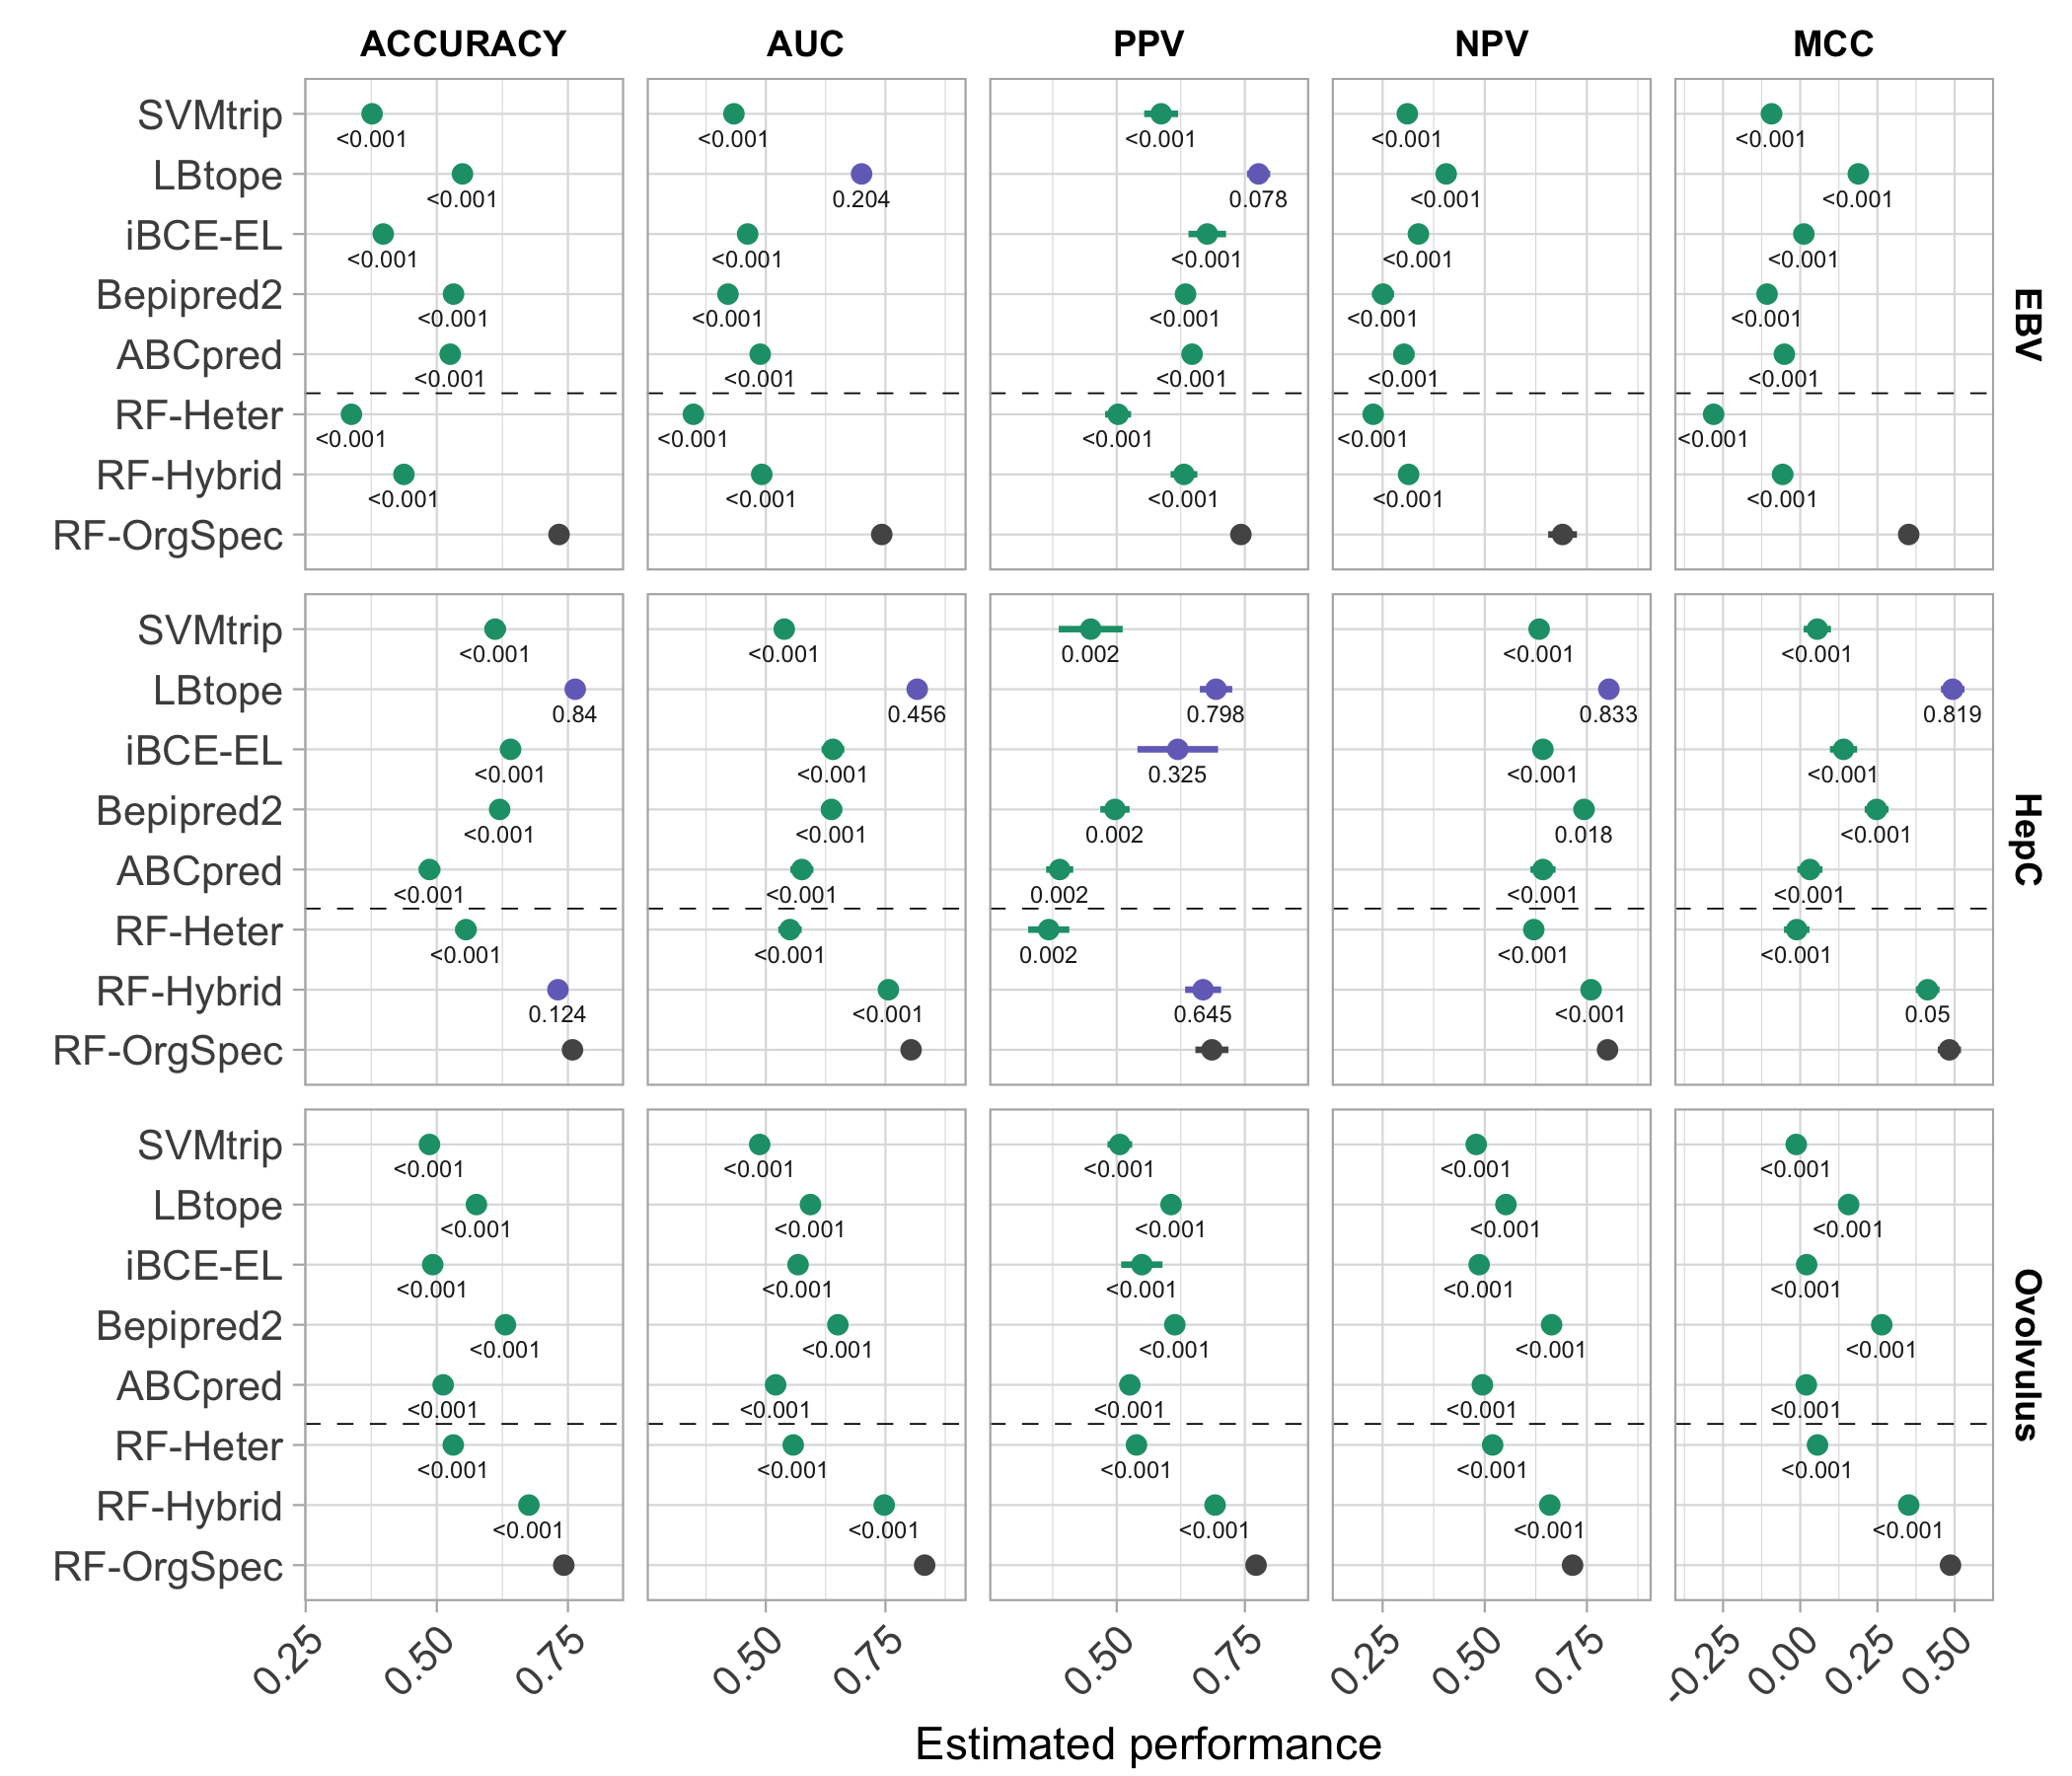 ACCURACY AUC PPV NPV MCC
SVMtrip
<0.001 <0.001 <0.001 <0.001 <0.001
LBtope
<0.001 0.204 0.078 <0.001 <0.001
iBCE-EL
<0.001 <0.001 <0.001 <0.001 <0.001
Bepipred2
<0.001 <0.001 <0.001 <0.001 <0.001
EBV
ABCpred
<0.001 <0.001 <0.001 <0.001 <0.001
RF-Heter
<0.001 <0.001 <0.001 <0.001 <0.001
RF-Hybrid
<0.001 <0.001 <0.001 <0.001 <0.001
RF-OrgSpec
SVMtrip
<0.001 <0.001 0.002 <0.001 <0.001
LBtope
0.84 0.456 0.798 0.833 0.819
iBCE-EL
<0.001 <0.001 0.325 <0.001 <0.001
Bepipred2
<0.001 <0.001 0.002 0.018 <0.001
HepC
ABCpred
<0.001 <0.001 0.002 <0.001 <0.001
RF-Heter
<0.001 <0.001 0.002 <0.001 <0.001
RF-Hybrid
0.124 <0.001 0.645 <0.001 0.05
RF-OrgSpec
SVMtrip
<0.001 <0.001 <0.001 <0.001 <0.001
LBtope
<0.001 <0.001 <0.001 <0.001 <0.001
iBCE-EL
<0.001 <0.001 <0.001 <0.001 <0.001
Bepipred2
<0.001 <0.001 <0.001 <0.001 <0.001
Ovolvulus
ABCpred
<0.001 <0.001 <0.001 <0.001 <0.001
RF-Heter
<0.001 <0.001 <0.001 <0.001 <0.001
RF-Hybrid
<0.001 <0.001 <0.001 <0.001 <0.001
RF-OrgSpec
0.25 0.50 0.75 0.50 0.75 0.50 0.75 0.25 0.50 0.75 -0.25 0.00 0.25 0.50
Estimated performance